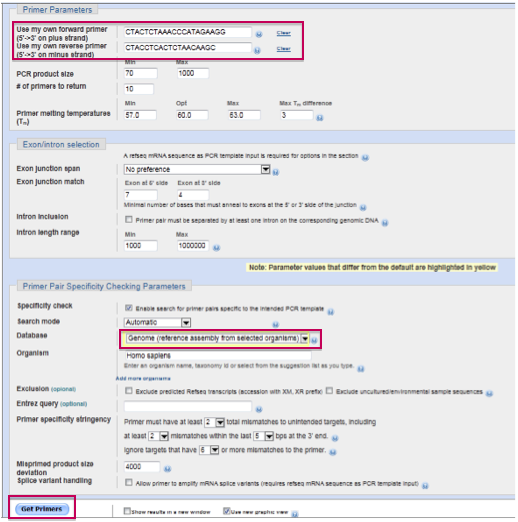 Primer Parameters
Use my own forward primer
(5'->3' on plus strand)
CTACTCTAAACCCATAGAAGG
Clear
Use my own reverse primer
(5'->3' on minus strand)
CTACCTCACTCTAACAAGC
Clear
Min Max
PCR product size 70 1000
# of primers to return 10
Min Opt Max Max Tm difference
Primer melting temperatures
(Tm)
57.0 60.0 63.0 3
Exon/intron selection
A refseq mRNA sequence as PCR template input is required for options in the section
Exon junction span No preference
Exon junction match Exon at 5' side Exon at 3' side
7 4
Minimal number of bases that must anneal to exons at the 5' or 3' side of the junction
Intron inclusion Primer pair must be separated by at least one intron on the corresponding genomic DNA
Intron length range Min Max
1000 1000000
Note: Parameter values that differ from the default are highlighted in yellow
Primer Pair Specificity Checking Parameters
Specificity check Enable search for primer pairs specific to the intended PCR template
Search mode Automatic
Database Genome (reference assembly from selected organisms)
Organism Homo sapiens
Enter an organism name, taxonomy id or select from the suggestion list as you type.
Add more organisms
Exclusion (optional) Exclude predicted Refseq transcripts (accession with XM, XR prefix) Exclude uncultured/environmental sample sequences
Entrez query (optional)
Primer specificity stringency Primer must have at least 2 total mismatches to unintended targets, including
at least 2 mismatches within the last 5 bps at the 3' end.
Ignore targets that have 6 or more mismatches to the primer.
Misprimed product size
deviation
4000
Splice variant handling Allow primer to amplify mRNA splice variants (requires refseq mRNA sequence as PCR template input)
Get Primers Show results in a new window Use new graphic view